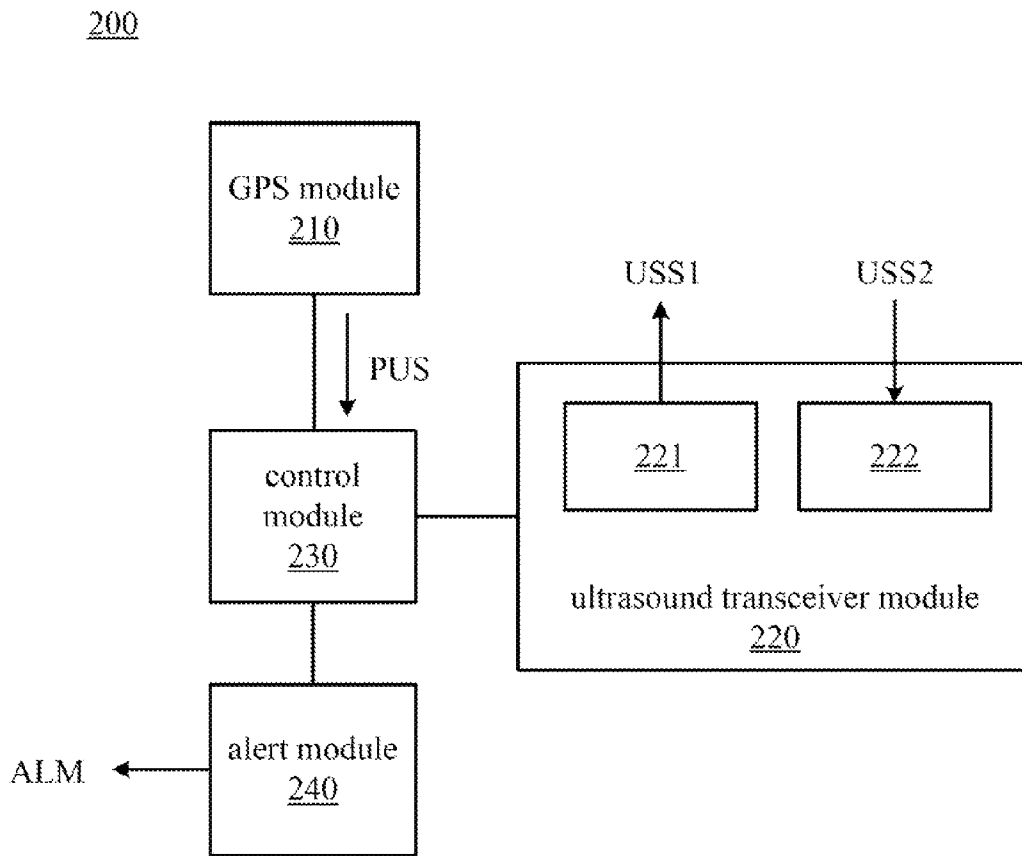 200
GPS module
210
USS1
USS2
PUS
control
module
230
221
222
ultrasound transceiver module
220
alert module
240
ALM